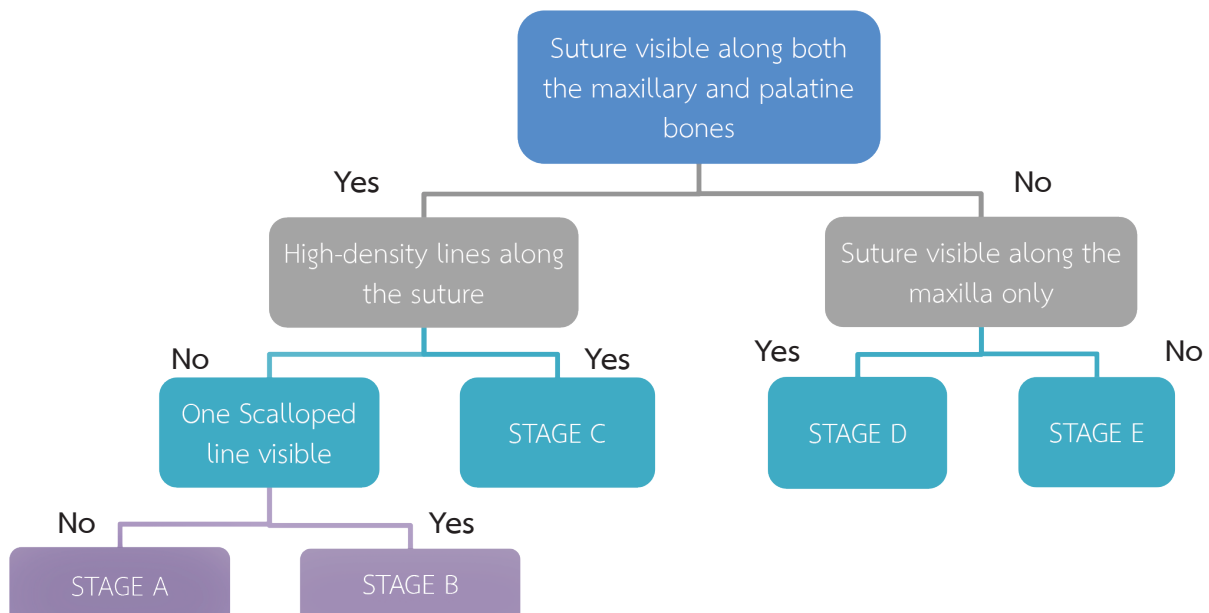 Suture visible along both
the maxillary and palatine
bones
Yes
No
High-density lines along
the suture
Suture visible along the
maxilla only
No
Yes
Yes
No
One Scalloped
line visible
STAGE C
STAGE D
STAGE E
No
Yes
STAGE A
STAGE B